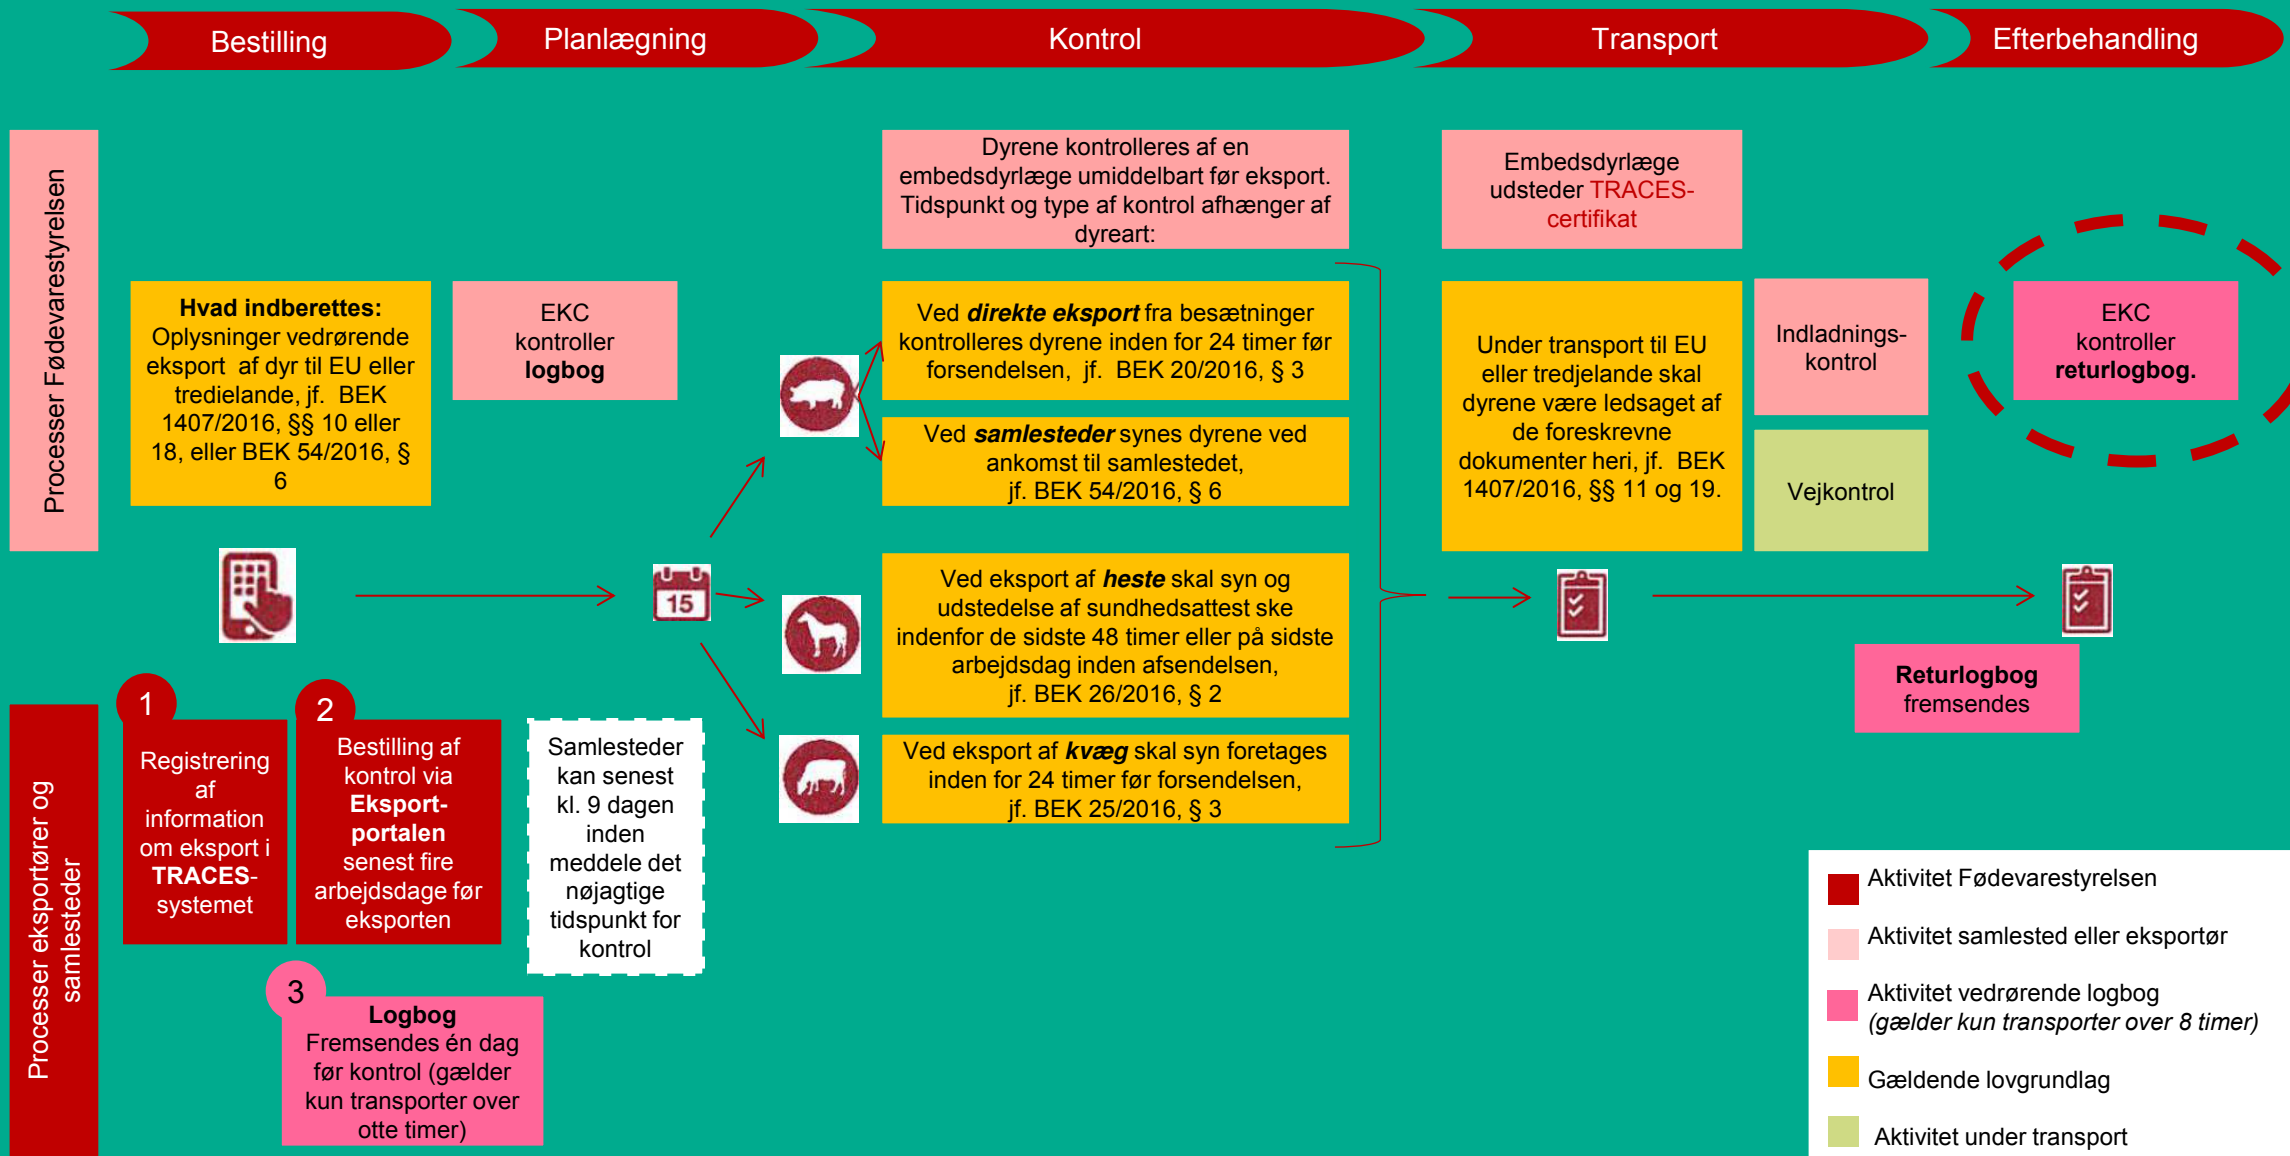 Bestilling
Planlægning
Kontrol
Transport
Efterbehandling
Processer Fødevarestyrelsen
Hvad indberettes:
Oplysninger vedrørende
eksport af dyr til EU eller
tredielande, jf. BEK
1407/2016, §§ 10 eller
18, eller BEK 54/2016, §
6
EKC
kontroller
logbog
Dyrene kontrolleres af en
embedsdyrlæge umiddelbart før eksport.
Tidspunkt og type af kontrol afhænger af
dyreart:
Ved direkte eksport fra besætninger
kontrolleres dyrene inden for 24 timer før
forsendelsen, jf. BEK 20/2016, § 3
Ved samlesteder synes dyrene ved
ankomst til samlestedet,
jf. BEK 54/2016, § 6
Ved eksport af heste skal syn og
udstedelse af sundhedsattest ske
indenfor de sidste 48 timer eller på sidste
arbejdsdag inden afsendelsen,
jf. BEK 26/2016, § 2
Ved eksport af kvæg skal syn foretages
inden for 24 timer før forsendelsen,
jf. BEK 25/2016, § 3
Embedsdyrlæge
udsteder TRACES-
certifikat
Under transport til EU
eller tredjelande skal
dyrene være ledsaget af
de foreskrevne
dokumenter heri, jf. BEK
1407/2016, §§ 11 og 19.
Indladnings-
kontrol
Vejkontrol
EKC
kontroller
returlogbog.
15
Returlogbog
fremsendes
Processer eksportører og
samlesteder
1
Registrering
af
information
om eksport i
TRACES-
systemet
2
Bestilling af
kontrol via
Eksport-
portalen
senest fire
arbejdsdage før
eksporten
3
Logbog
Fremsendes én dag
før kontrol (gælder
kun transporter over
otte timer)
Samlesteder
kan senest
kl. 9 dagen
inden
meddele det
nøjagtige
tidspunkt for
kontrol
Aktivitet Fødevarestyrelsen
Aktivitet samlested eller eksportør
Aktivitet vedrørende logbog
(gælder kun transporter over 8 timer)
Gældende lovgrundlag
Aktivitet under transport